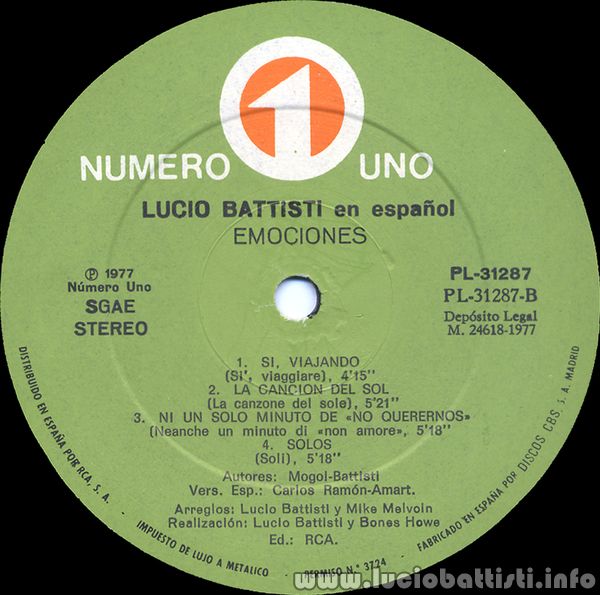 1
NUMERO UNO
LUCIO BATTISTI en español
EMOCIONES
℗ 1977
Número Uno
SGAE
STEREO
PL-31287
PL-31287-B
Depósito Legal
M. 24618-1977
1. SI, VIAJANDO
(Si', viaggiare), 4'15''
2. LA CANCION DEL SOL
(La canzone del sole), 5'21''
3. NI UN SOLO MINUTO DE «NO QUERERNOS»
(Neanche un minuto di «non amore», 5'18''
4. SOLOS
(Soli), 5'18''
Autores: Mogol-Battisti
Vers. Esp.: Carlos Ramón-Amart.
Arreglos: Lucio Battisti y Mike Melvoin
Realización: Lucio Battisti y Bones Howe
Ed.: RCA.
DISTRIBUIDO EN ESPAÑA POR RCA, S. A.
IMPUESTO DE LUJO A METALICO
PERMISO N.º 3724
FABRICADO EN ESPAÑA POR DISCOS CBS. S. A. MADRID
www.luciobattisti.info